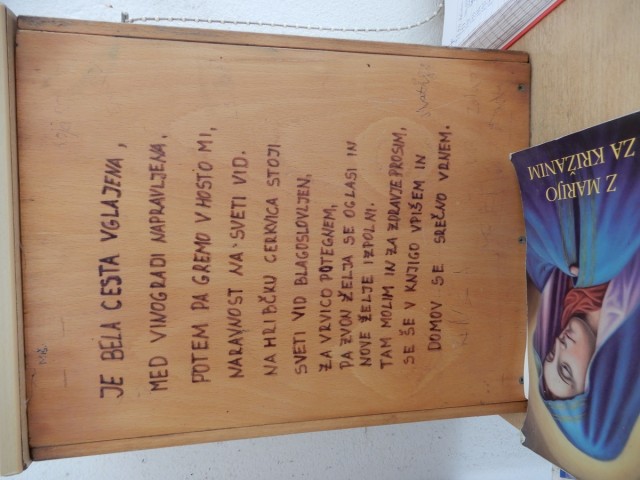 JE BELA CESTA VGLAJENA,
MED VINOGRADI NAPRAVLJENA,
POTEM PA GREMO V HOSTO MI,
NARAVNOST NA SVETI VID.
NA HRIBČKU CERKVICA STOJI
SVETI VID BLAGOSLOVLJEN,
ZA VRVICO POTEGNEM,
PA ZVON ŽELJA SE OGLASI IN
NOVE ŽELJE IZPOLNI.
TAM MOLIM IN ZA ZDRAVJE PROSIM,
SE ŠE V KNJIGO VPIŠEM IN
DOMOV SE SREČNO VRNEM.
Z MARIJO
ZA KRIŽANIM